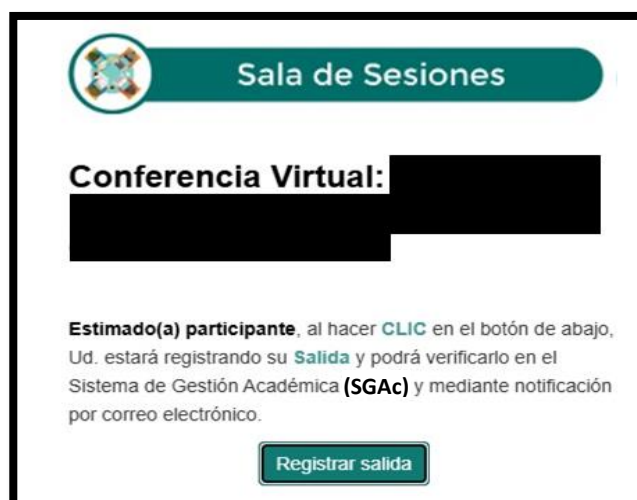 Sala de Sesiones
Conferencia Virtual:
Estimado(a) participante, al hacer CLIC en el botón de abajo,
Ud. estará registrando su Salida y podrá verificarlo en el
Sistema de Gestión Académica (SGAc) y mediante notificación
por correo electrónico.
Registrar salida